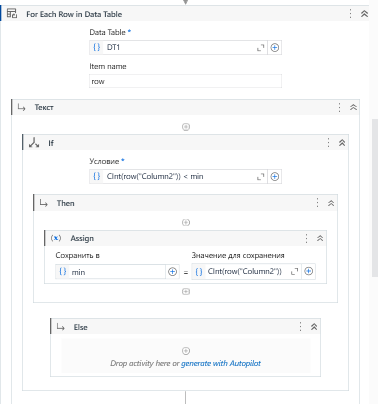 For Each Row in Data Table
Data Table *
DT1
Item name
row
Текст
If
Условие *
CInt(row("Column2")) < min
Then
Assign
Сохранить в
Значение для сохранения
min
=
CInt(row("Column2"))
Else
Drop activity here or generate with Autopilot